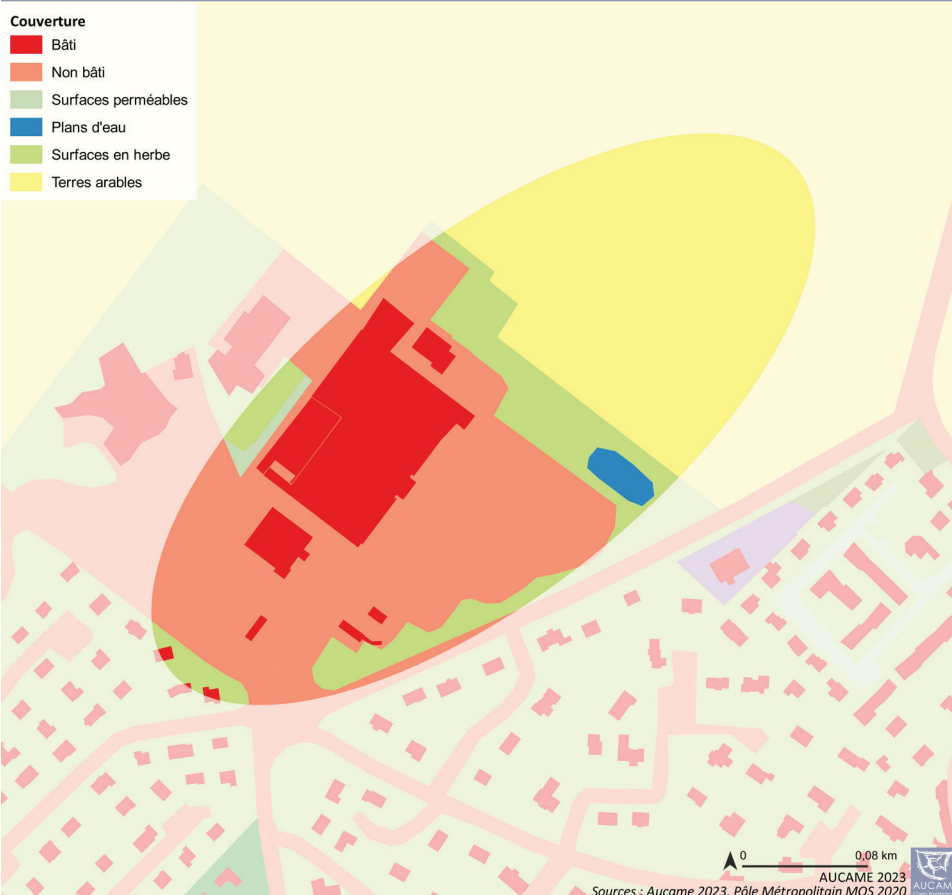 Couverture
Bâti
Non bâti
Surfaces perméables
Plans d'eau
Surfaces en herbe
Terres arables
0 0,08 km
AUCAME 2023
AUCAME
Sources : Aucame 2023, Pôle Métropolitain MOS 2020